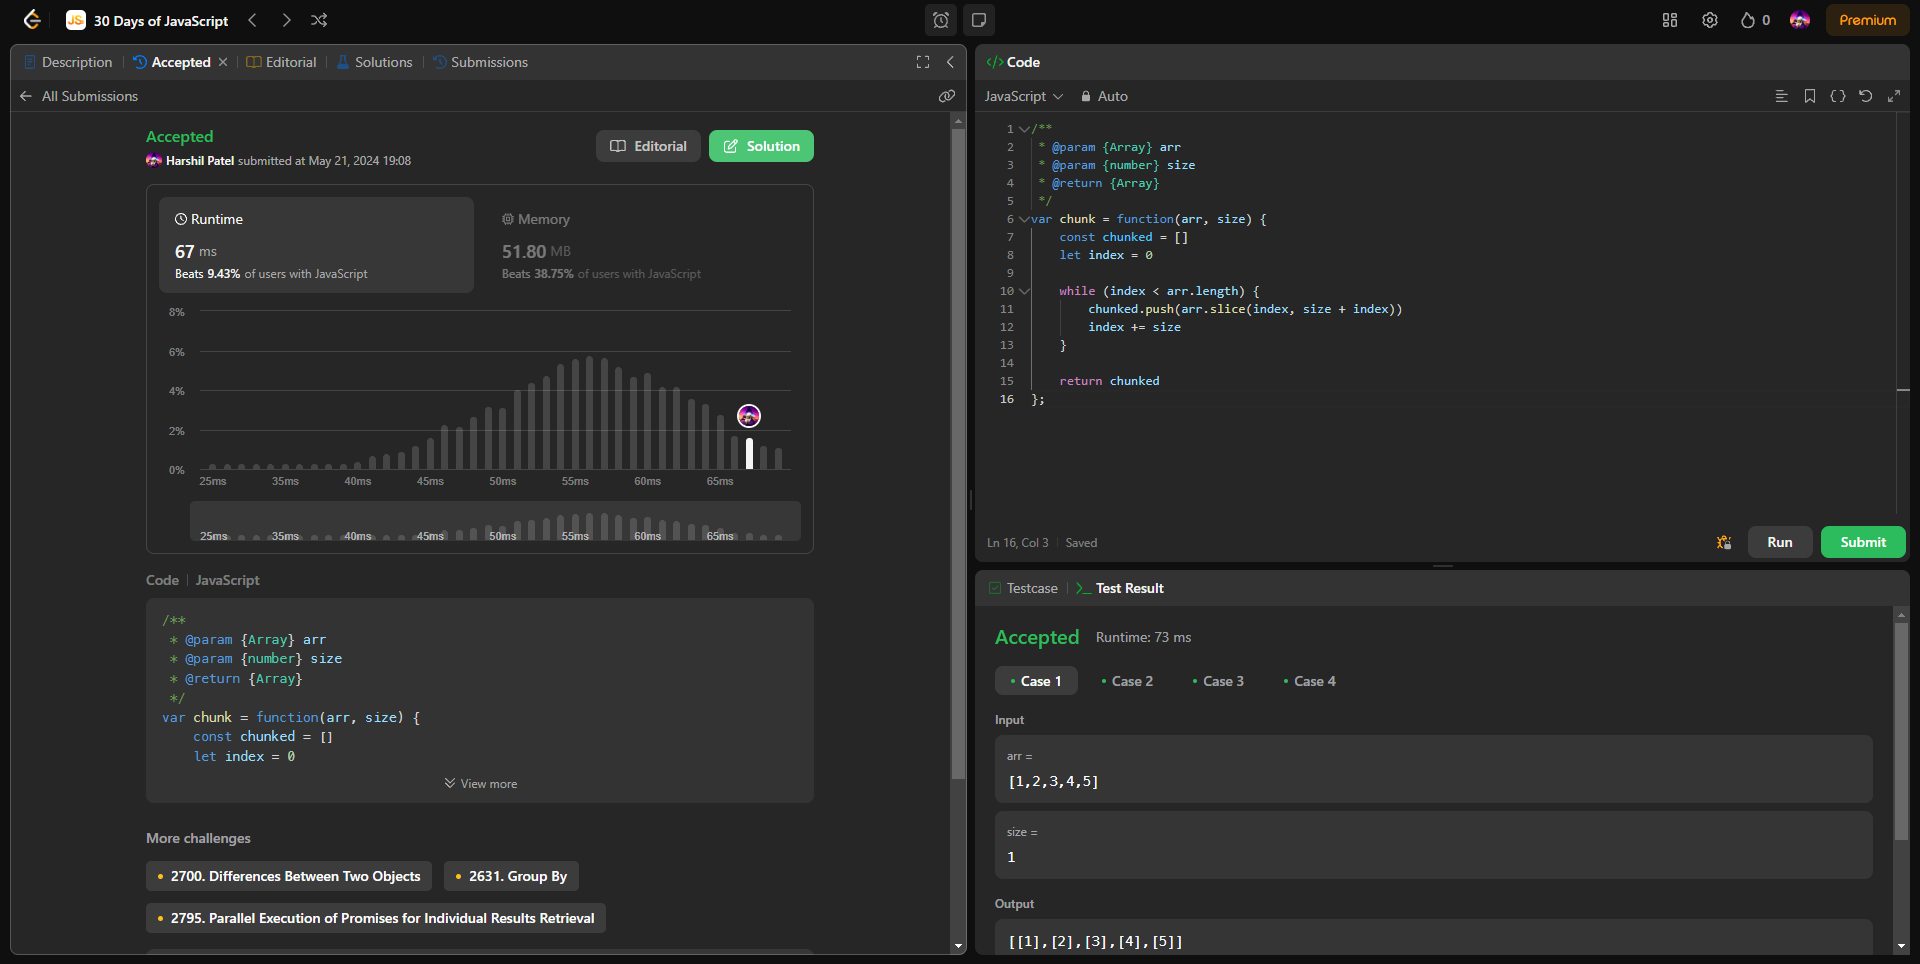 JS 30 Days of JavaScript
0
Premium
Description
Accepted
Editorial
Solutions
Submissions
All Submissions
Accepted
Harshil Patel submitted at May 21, 2024 19:08
Editorial
Solution
Runtime
67 ms
Beats 9.43% of users with JavaScript
Memory
51.80 MB
Beats 38.75% of users with JavaScript
8%
6%
4%
2%
0%
25ms 35ms 40ms 45ms 50ms 55ms 60ms 65ms
25ms 35ms 40ms 45ms 50ms 55ms 60ms 65ms
Code | JavaScript
/**
 * @param {Array} arr
 * @param {number} size
 * @return {Array}
 */
var chunk = function(arr, size) {
    const chunked = []
    let index = 0
View more
More challenges
2700. Differences Between Two Objects
2631. Group By
2795. Parallel Execution of Promises for Individual Results Retrieval
</> Code
JavaScript
Auto
1 /**
2  * @param {Array} arr
3  * @param {number} size
4  * @return {Array}
5  */
6 var chunk = function(arr, size) {
7     const chunked = []
8     let index = 0
9
10     while (index < arr.length) {
11         chunked.push(arr.slice(index, size + index))
12         index += size
13     }
14
15     return chunked
16 };
Ln 16, Col 3 | Saved
Run
Submit
Testcase
>_ Test Result
Accepted Runtime: 73 ms
Case 1
Case 2
Case 3
Case 4
Input
arr =
[1,2,3,4,5]
size =
1
Output
[[1],[2],[3],[4],[5]]